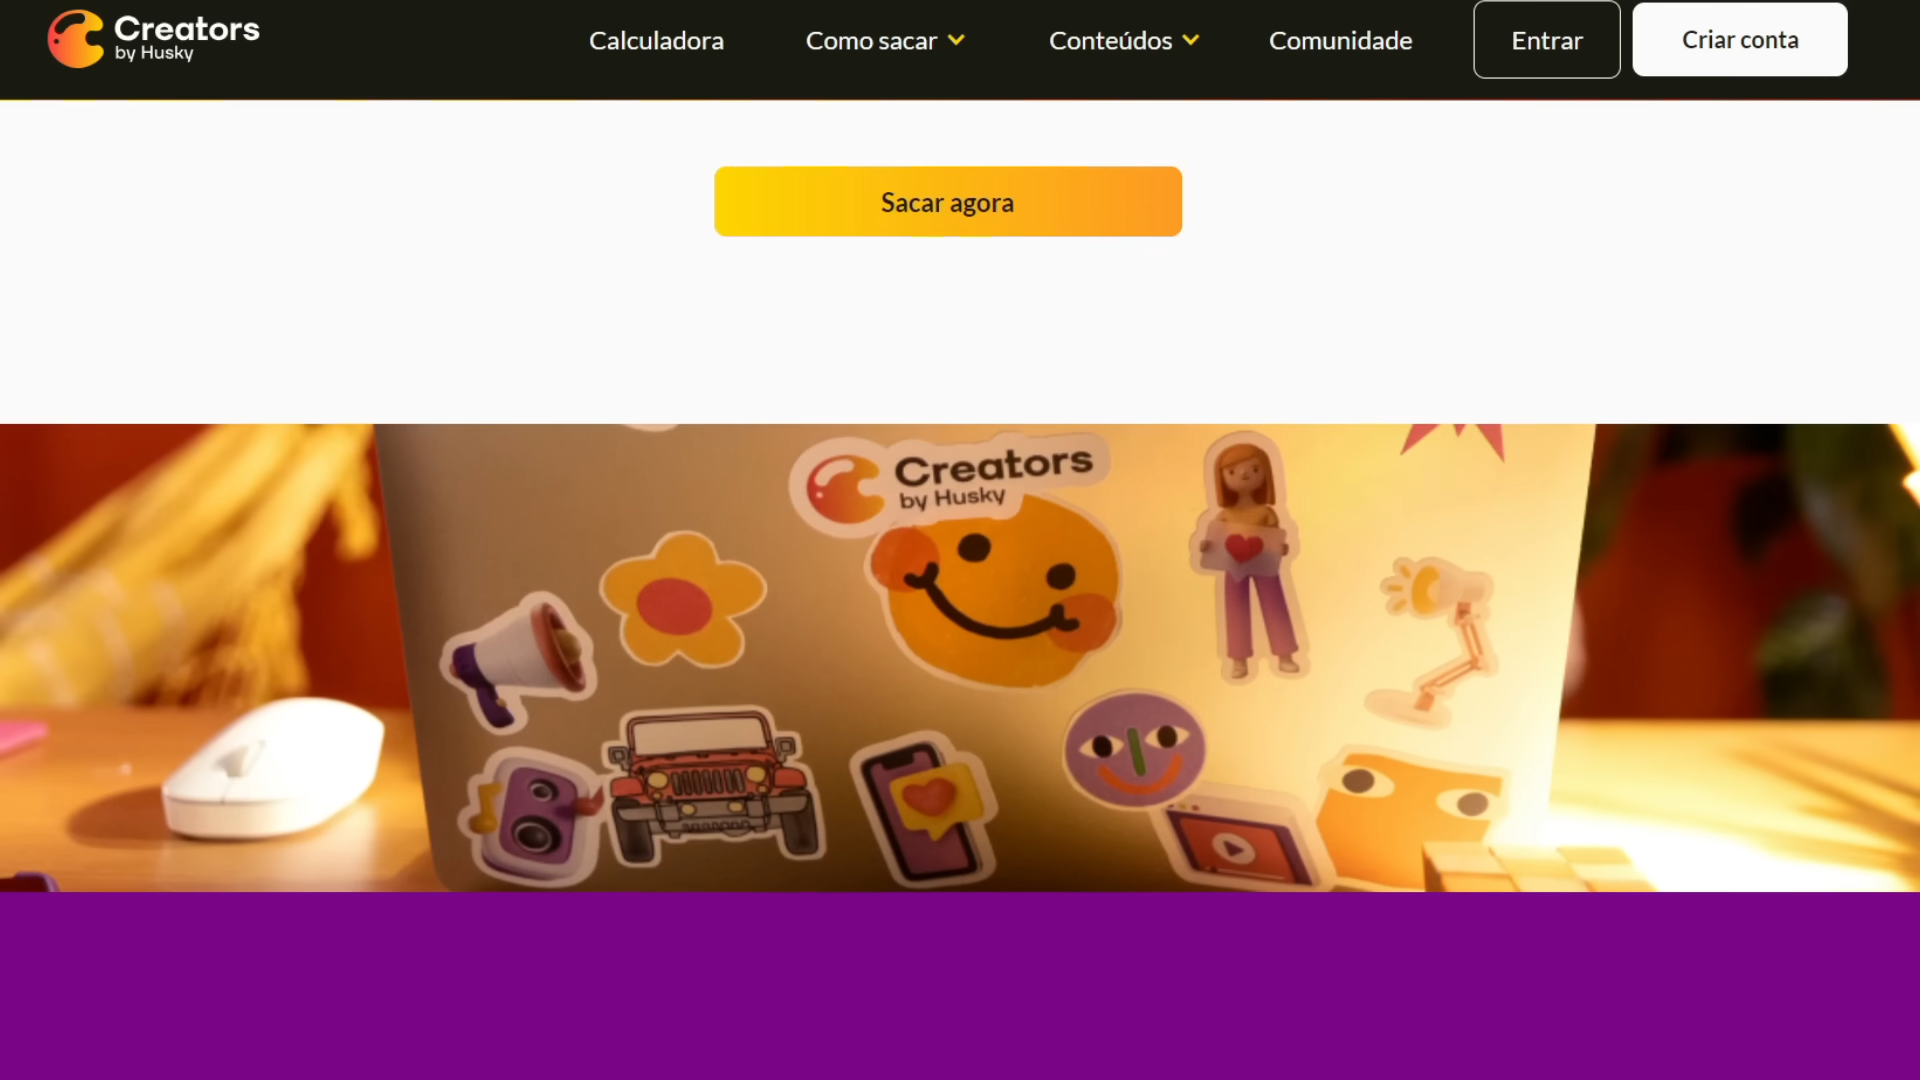 Creators
by Husky
Calculadora
Como sacar
Conteúdos
Comunidade
Entrar
Criar conta
Sacar agora
Creators
by Husky